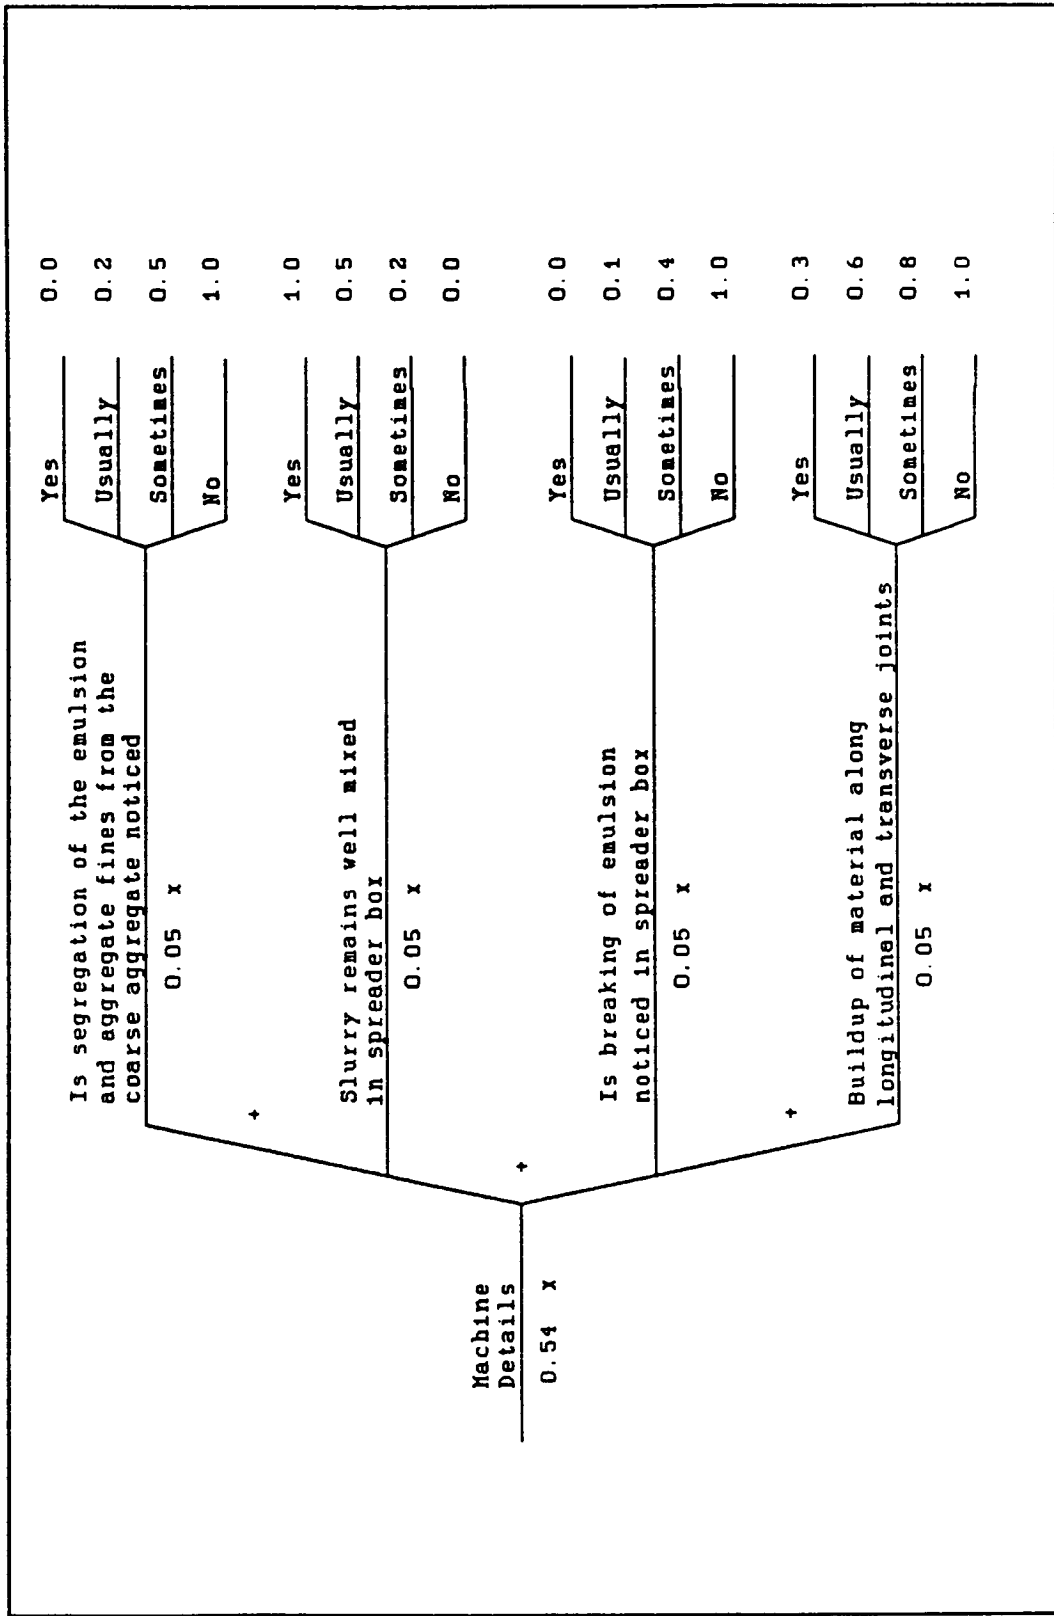 Is segregation of the emulsion
and aggregate fines from the
coarse aggregate noticed
0.05 x
Yes 0.0
Usually 0.2
Sometimes 0.5
No 1.0
+
Slurry remains well mixed
in spreader box
0.05 x
Yes 1.0
Usually 0.5
Sometimes 0.2
No 0.0
Machine
Details
0.54 x
+
Is breaking of emulsion
noticed in spreader box
0.05 x
Yes 0.0
Usually 0.1
Sometimes 0.4
No 1.0
+
Buildup of material along
longitudinal and transverse joints
0.05 x
Yes 0.3
Usually 0.6
Sometimes 0.8
No 1.0